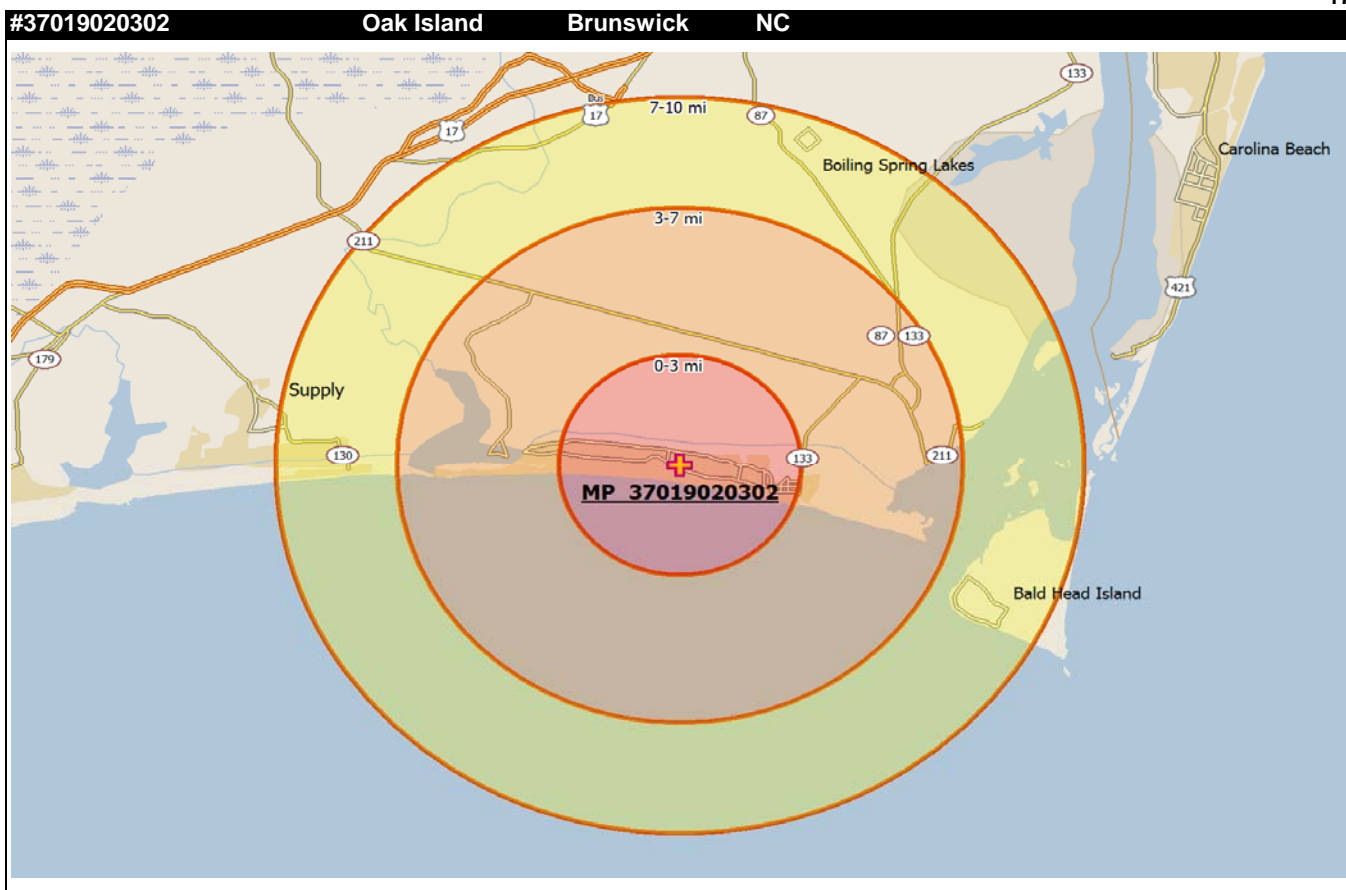 #37019020302 Oak Island Brunswick NC
133
7-10 mi
Bus
17
87
17
Carolina Beach
Boiling Spring Lakes
3-7 mi
211
421
87 133
179
0-3 mi
Supply
130
133
211
MP 37019020302
Bald Head Island